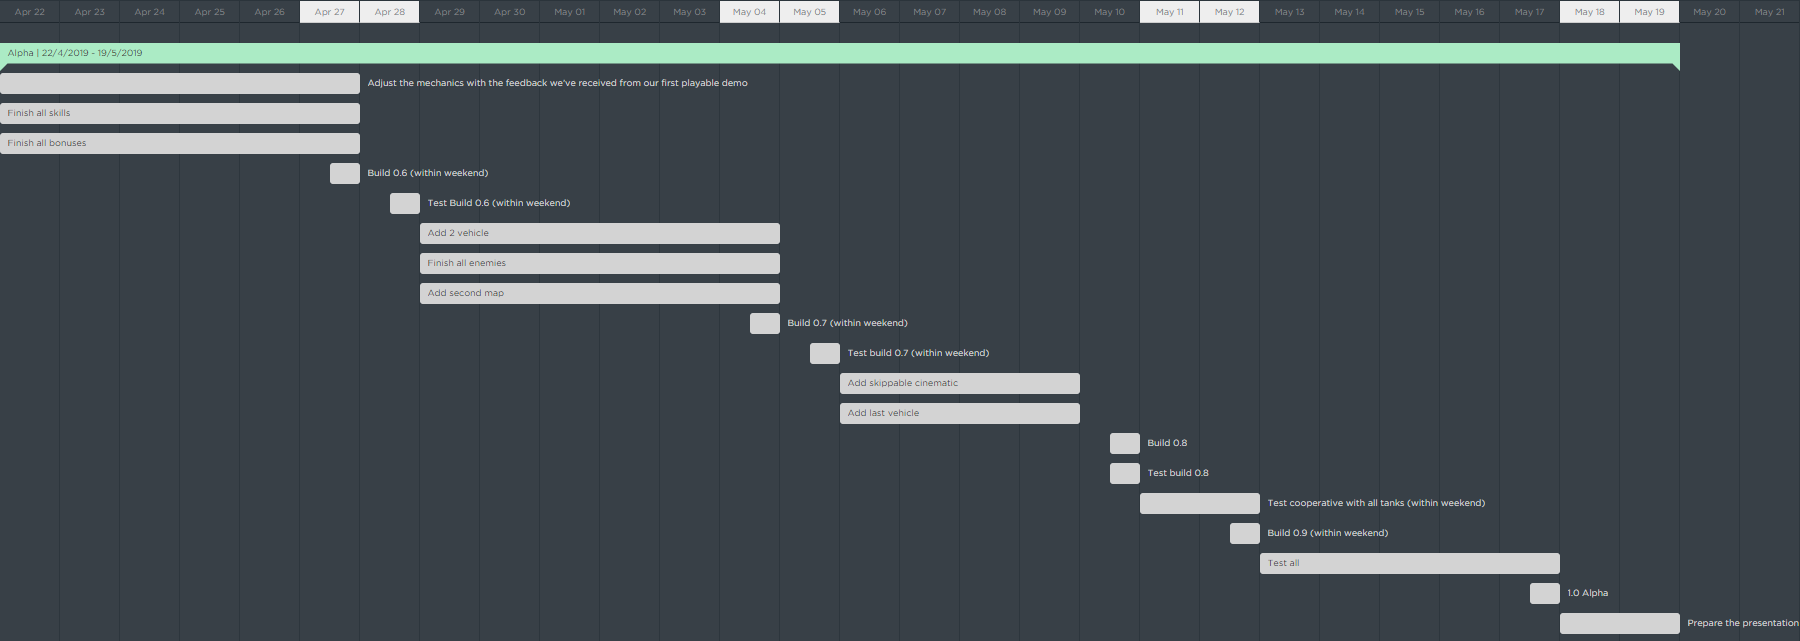 Apr 22 Apr 23 Apr 24 Apr 25 Apr 26 Apr 27 Apr 28 Apr 29 Apr 30 May 01 May 02 May 03 May 04 May 05 May 06 May 07 May 08 May 09 May 10 May 11 May 12 May 13 May 14 May 15 May 16 May 17 May 18 May 19 May 20 May 21
Alpha | 22/4/2019 - 19/5/2019
Adjust the mechanics with the feedback we've received from our first playable demo
Finish all skills
Finish all bonuses
Build 0.6 (within weekend)
Test Build 0.6 (within weekend)
Add 2 vehicle
Finish all enemies
Add second map
Build 0.7 (within weekend)
Test build 0.7 (within weekend)
Add skippable cinematic
Add last vehicle
Build 0.8
Test build 0.8
Test cooperative with all tanks (within weekend)
Build 0.9 (within weekend)
Test all
1.0 Alpha
Prepare the presentation